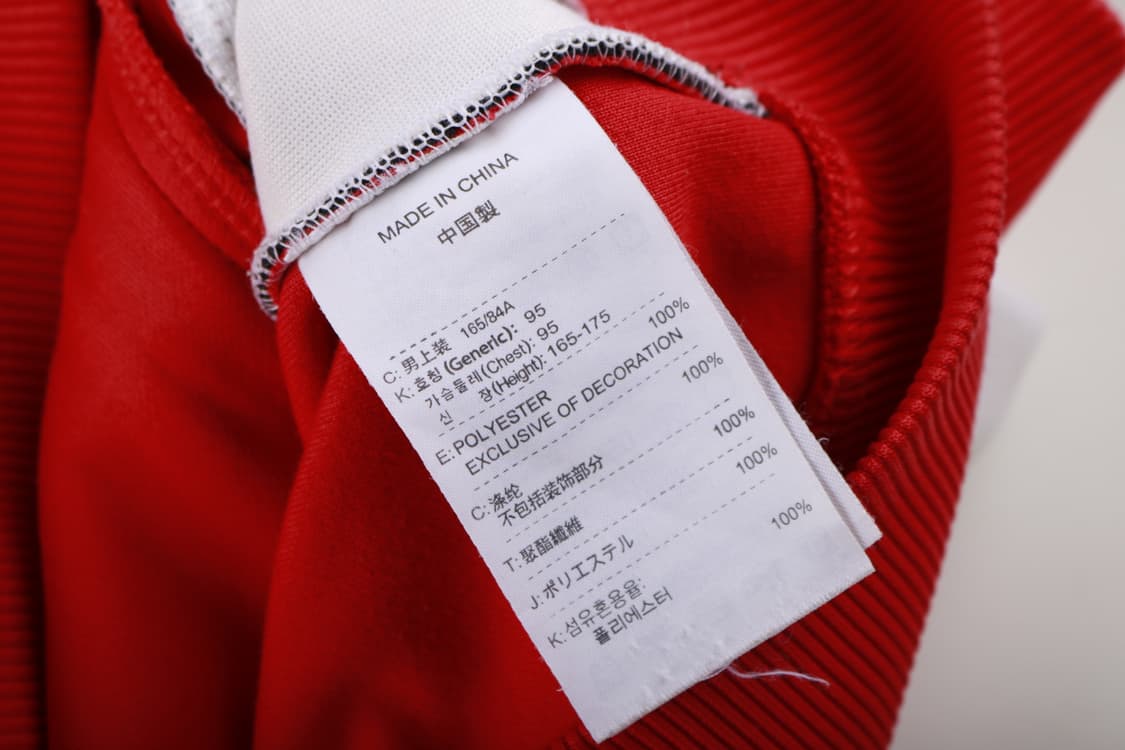 MADE IN CHINA
中国製
C: 男上装 165/84A
K: 호칭 (Generic): 95
가슴둘레(Chest): 95
신 장(Height): 165-175
E: POLYESTER 100%
EXCLUSIVE OF DECORATION
C: 涤纶 100%
不包括装饰部分
T: 聚酯纖維 100%
J: ポリエステル 100%
K: 섬유혼용율:
폴리에스터 100%